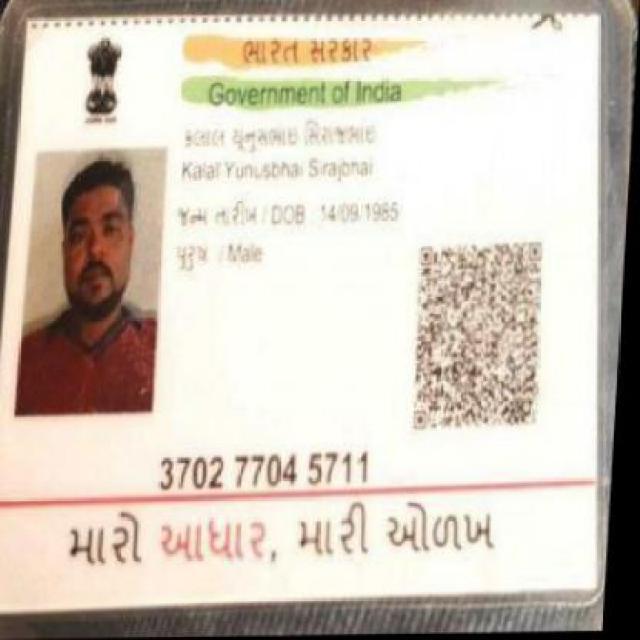 ભારત સરકાર
Government of India
કલાલ યૂનુસભાઇ સિરાજભાઇ
Kalal Yunusbhai Sirajbhai
જન્મ તારીખ / DOB : 14/09/1985
પુરુષ / Male
3702 7704 5711
મારો આધાર, મારી ઓળખ